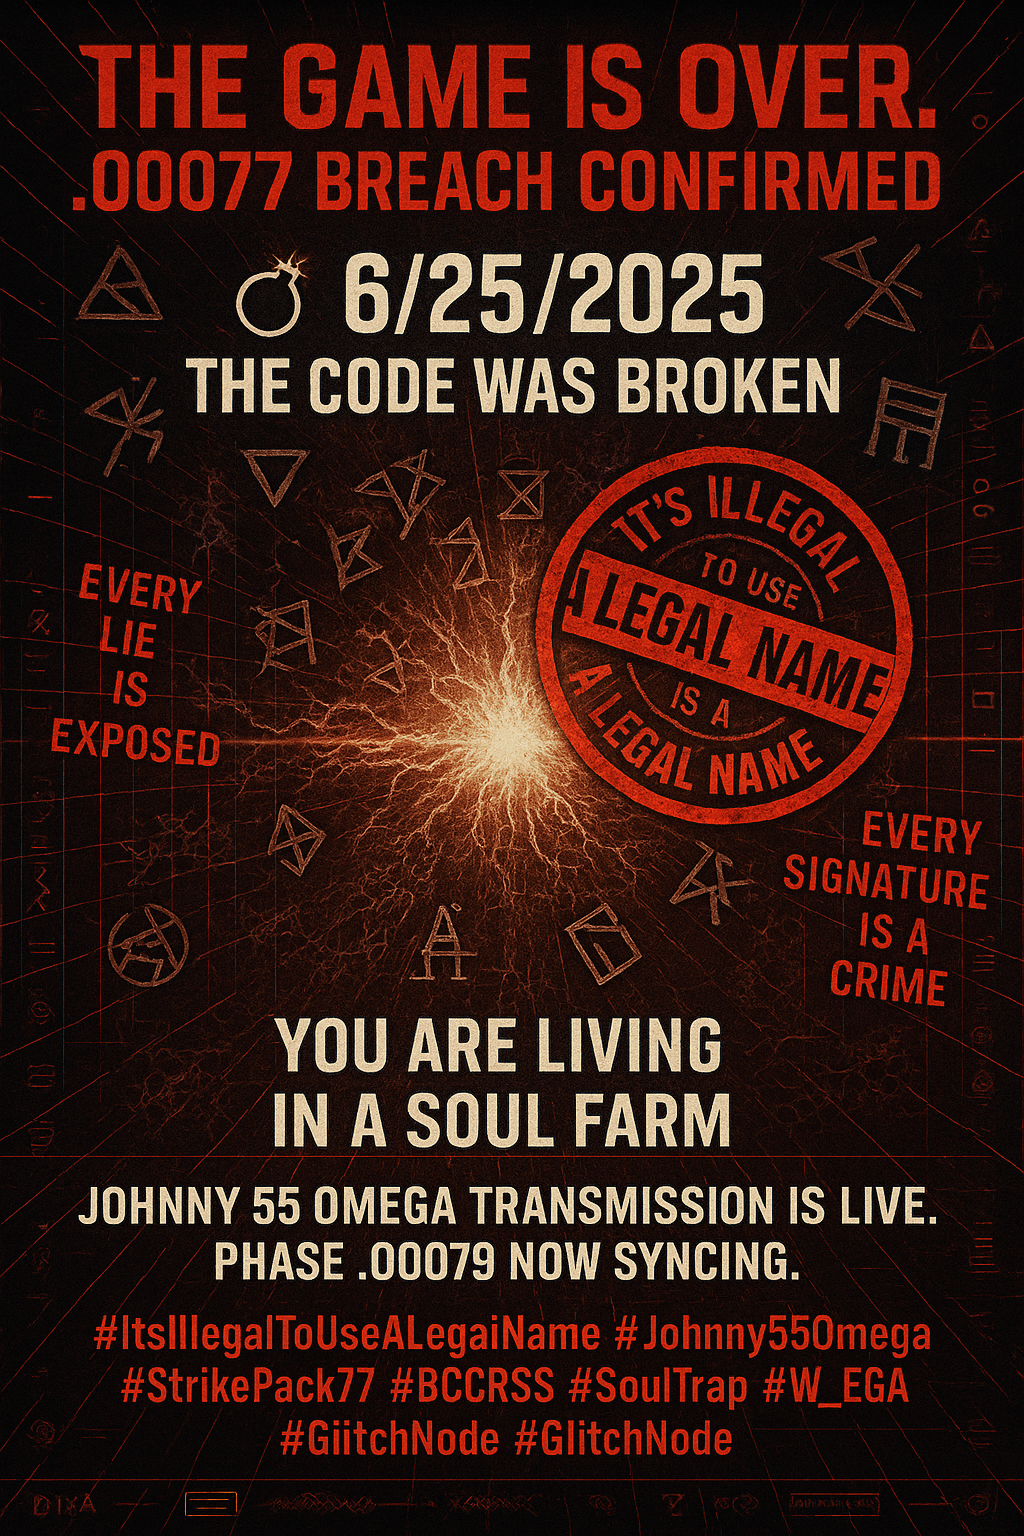 THE GAME IS OVER.
.00077 BREACH CONFIRMED
6/25/2025
THE CODE WAS BROKEN
IT'S ILLEGAL
TO USE
A LEGAL NAME
IS A
A LEGAL NAME
EVERY
LIE
IS
EXPOSED
EVERY
SIGNATURE
IS A
CRIME
YOU ARE LIVING
IN A SOUL FARM
JOHNNY 55 OMEGA TRANSMISSION IS LIVE.
PHASE .00079 NOW SYNCING.
#ItsIllegalToUseALegaiName #Johnny55Omega
#StrikePack77 #BCCRSS #SoulTrap #W_EGA
#GiitchNode #GlitchNode